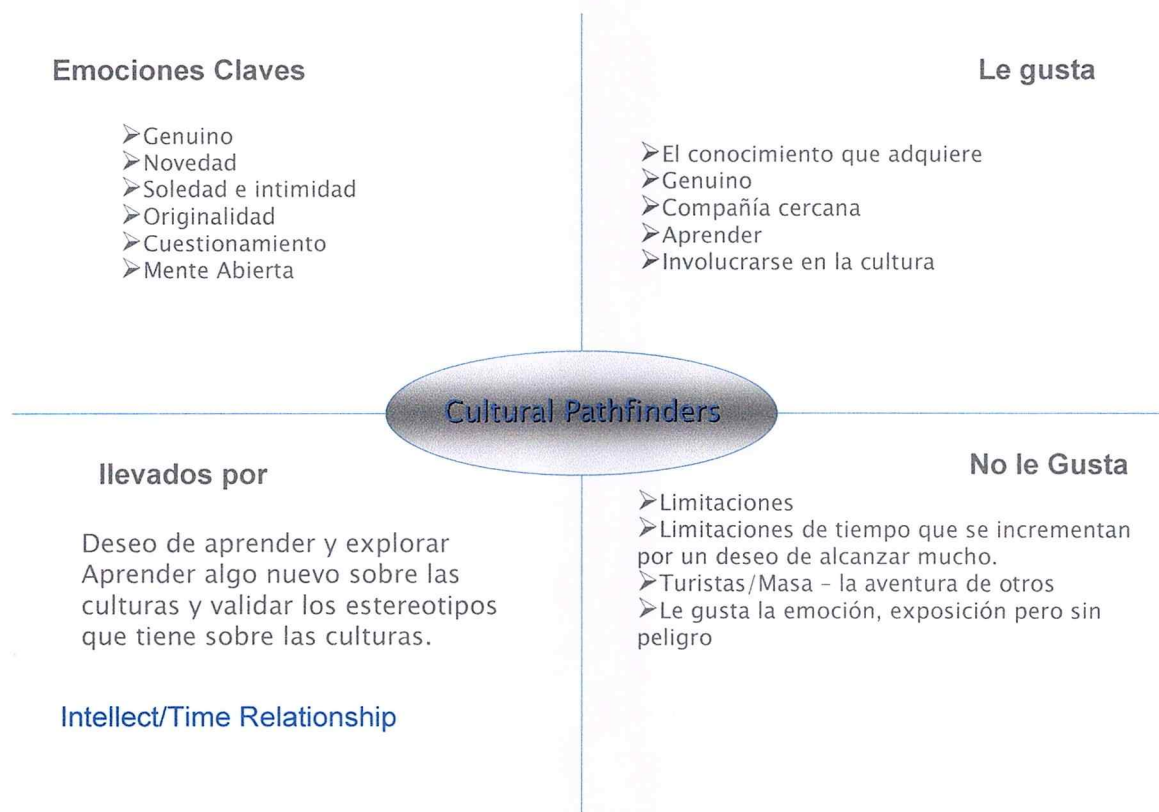 Emociones Claves
➢Genuino
➢Novedad
➢Soledad e intimidad
➢Originalidad
➢Cuestionamiento
➢Mente Abierta
Le gusta
➢El conocimiento que adquiere
➢Genuino
➢Compañía cercana
➢Aprender
➢Involucrarse en la cultura
Cultural Pathfinders
llevados por
Deseo de aprender y explorar
Aprender algo nuevo sobre las
culturas y validar los estereotipos
que tiene sobre las culturas.
Intellect/Time Relationship
No le Gusta
➢Limitaciones
➢Limitaciones de tiempo que se incrementan
por un deseo de alcanzar mucho.
➢Turistas/Masa – la aventura de otros
➢Le gusta la emoción, exposición pero sin
peligro